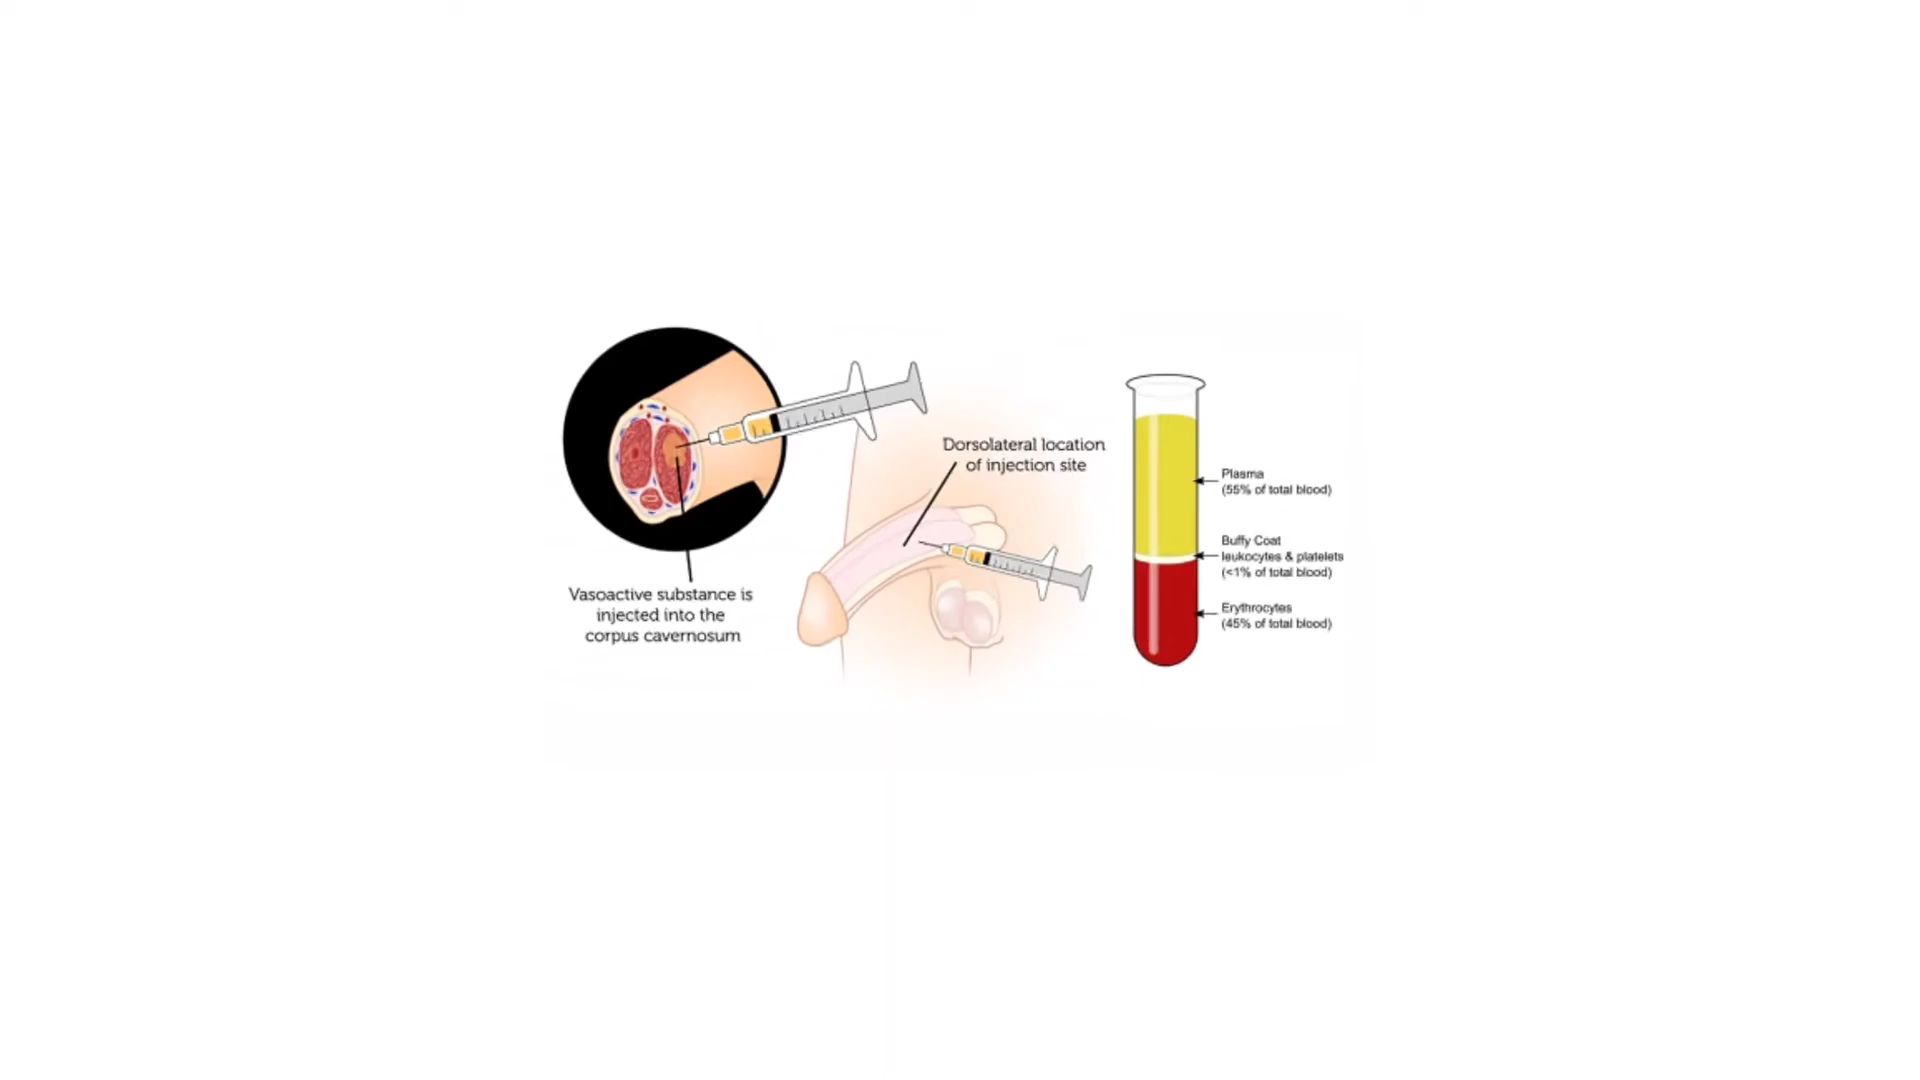 Dorsolateral location
of injection site
Vasoactive substance is
injected into the
corpus cavernosum
Plasma
(55% of total blood)
Buffy Coat
leukocytes & platelets
(<1% of total blood)
Erythrocytes
(45% of total blood)